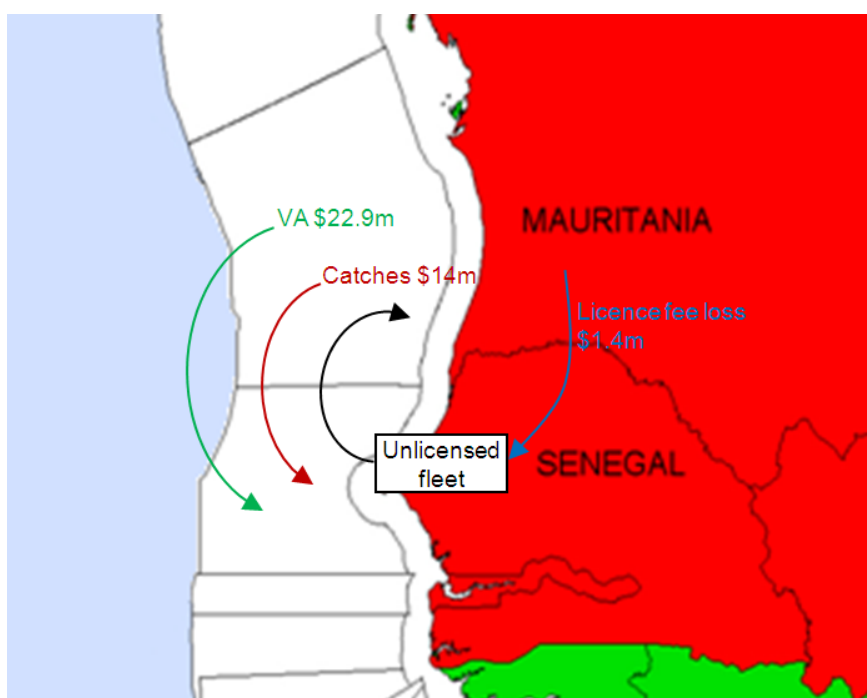 MAURITANIA
VA $22.9m
Catches $14m
Licence fee loss
$1.4m
Unlicensed
fleet
SENEGAL